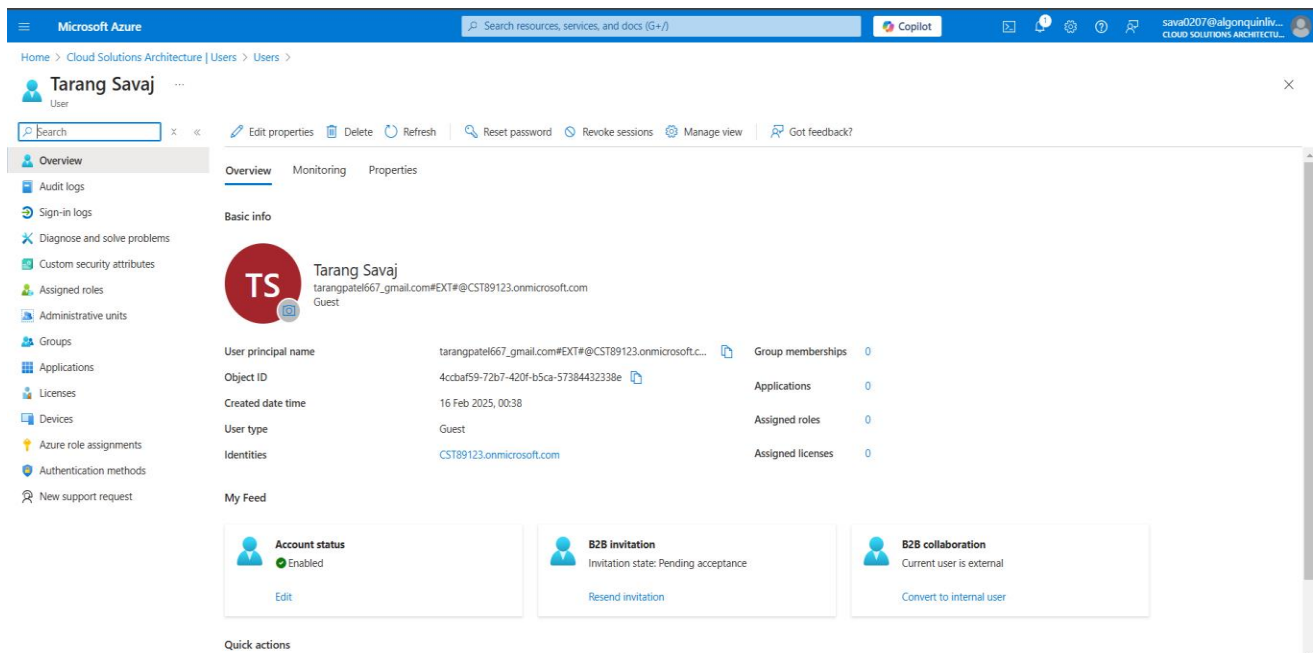 Microsoft Azure
Search resources, services, and docs (G+/)
Copilot
1
sava0207@algonquinliv...
CLOUD SOLUTIONS ARCHITECTU...
Home > Cloud Solutions Architecture | Users > Users >
Tarang Savaj ...
User
Search
Edit properties Delete Refresh Reset password Revoke sessions Manage view Got feedback?
Overview
Audit logs
Sign-in logs
Diagnose and solve problems
Custom security attributes
Assigned roles
Administrative units
Groups
Applications
Licenses
Devices
Azure role assignments
Authentication methods
New support request
Overview Monitoring Properties
Basic info
TS
Tarang Savaj
tarangpatel667_gmail.com#EXT#@CST89123.onmicrosoft.com
Guest
User principal name tarangpatel667_gmail.com#EXT#@CST89123.onmicrosoft.c...
Object ID 4ccbaf59-72b7-420f-b5ca-57384432338e
Created date time 16 Feb 2025, 00:38
User type Guest
Identities CST89123.onmicrosoft.com
Group memberships 0
Applications 0
Assigned roles 0
Assigned licenses 0
My Feed
Account status
Enabled
Edit
B2B invitation
Invitation state: Pending acceptance
Resend invitation
B2B collaboration
Current user is external
Convert to internal user
Quick actions